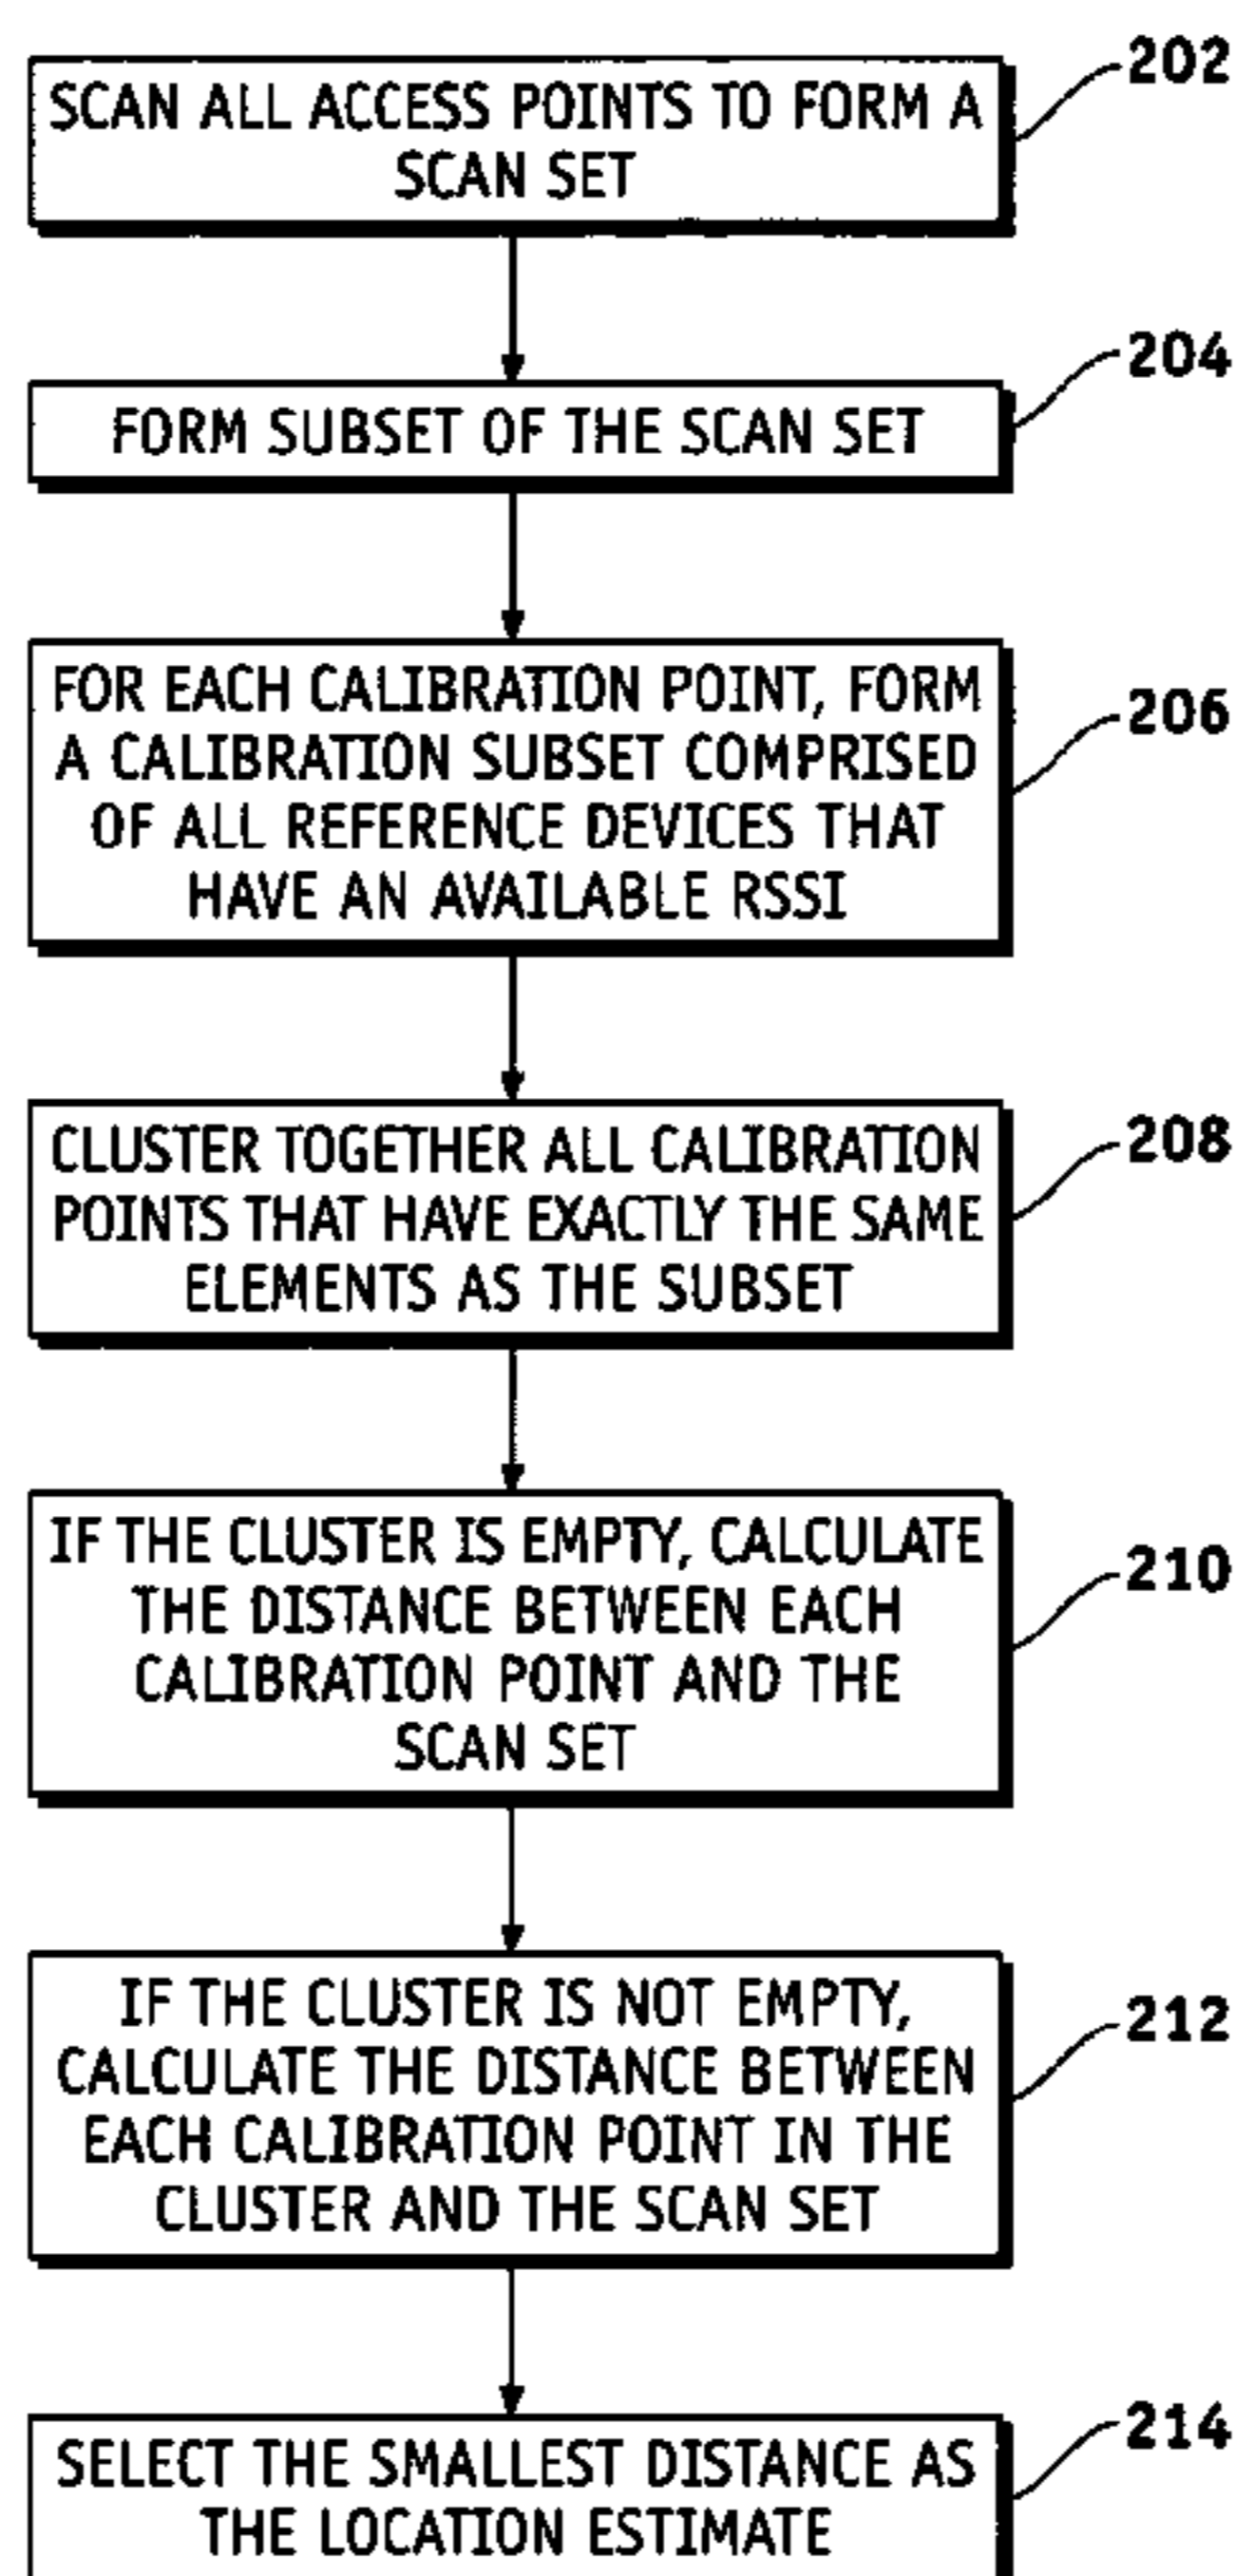 202
SCAN ALL ACCESS POINTS TO FORM A
SCAN SET
204
FORM SUBSET OF THE SCAN SET
206
FOR EACH CALIBRATION POINT, FORM
A CALIBRATION SUBSET COMPRISED
OF ALL REFERENCE DEVICES THAT
HAVE AN AVAILABLE RSSI
208
CLUSTER TOGETHER ALL CALIBRATION
POINTS THAT HAVE EXACTLY THE SAME
ELEMENTS AS THE SUBSET
210
IF THE CLUSTER IS EMPTY, CALCULATE
THE DISTANCE BETWEEN EACH
CALIBRATION POINT AND THE
SCAN SET
212
IF THE CLUSTER IS NOT EMPTY,
CALCULATE THE DISTANCE BETWEEN
EACH CALIBRATION POINT IN THE
CLUSTER AND THE SCAN SET
214
SELECT THE SMALLEST DISTANCE AS
THE LOCATION ESTIMATE